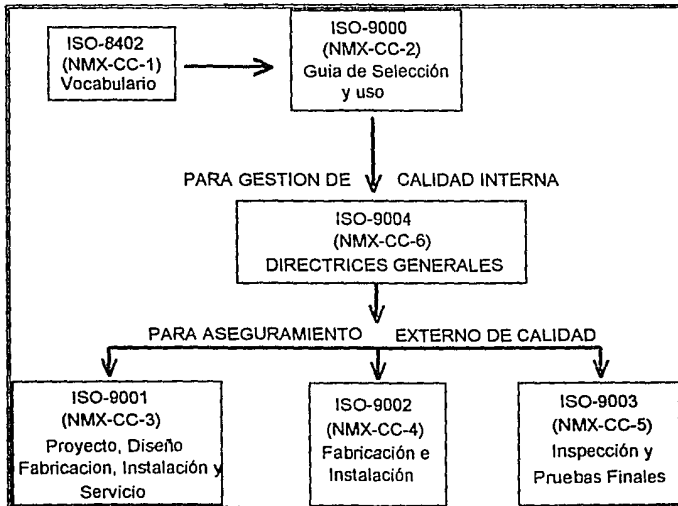 ISO-8402
(NMX-CC-1)
Vocabulario
ISO-9000
(NMX-CC-2)
Guia de Selección
y uso
PARA GESTION DE CALIDAD INTERNA
ISO-9004
(NMX-CC-6)
DIRECTRICES GENERALES
PARA ASEGURAMIENTO EXTERNO DE CALIDAD
ISO-9001
(NMX-CC-3)
Proyecto, Diseño
Fabricacion, Instalación y
Servicio
ISO-9002
(NMX-CC-4)
Fabricación e
Instalación
ISO-9003
(NMX-CC-5)
Inspección y
Pruebas Finales